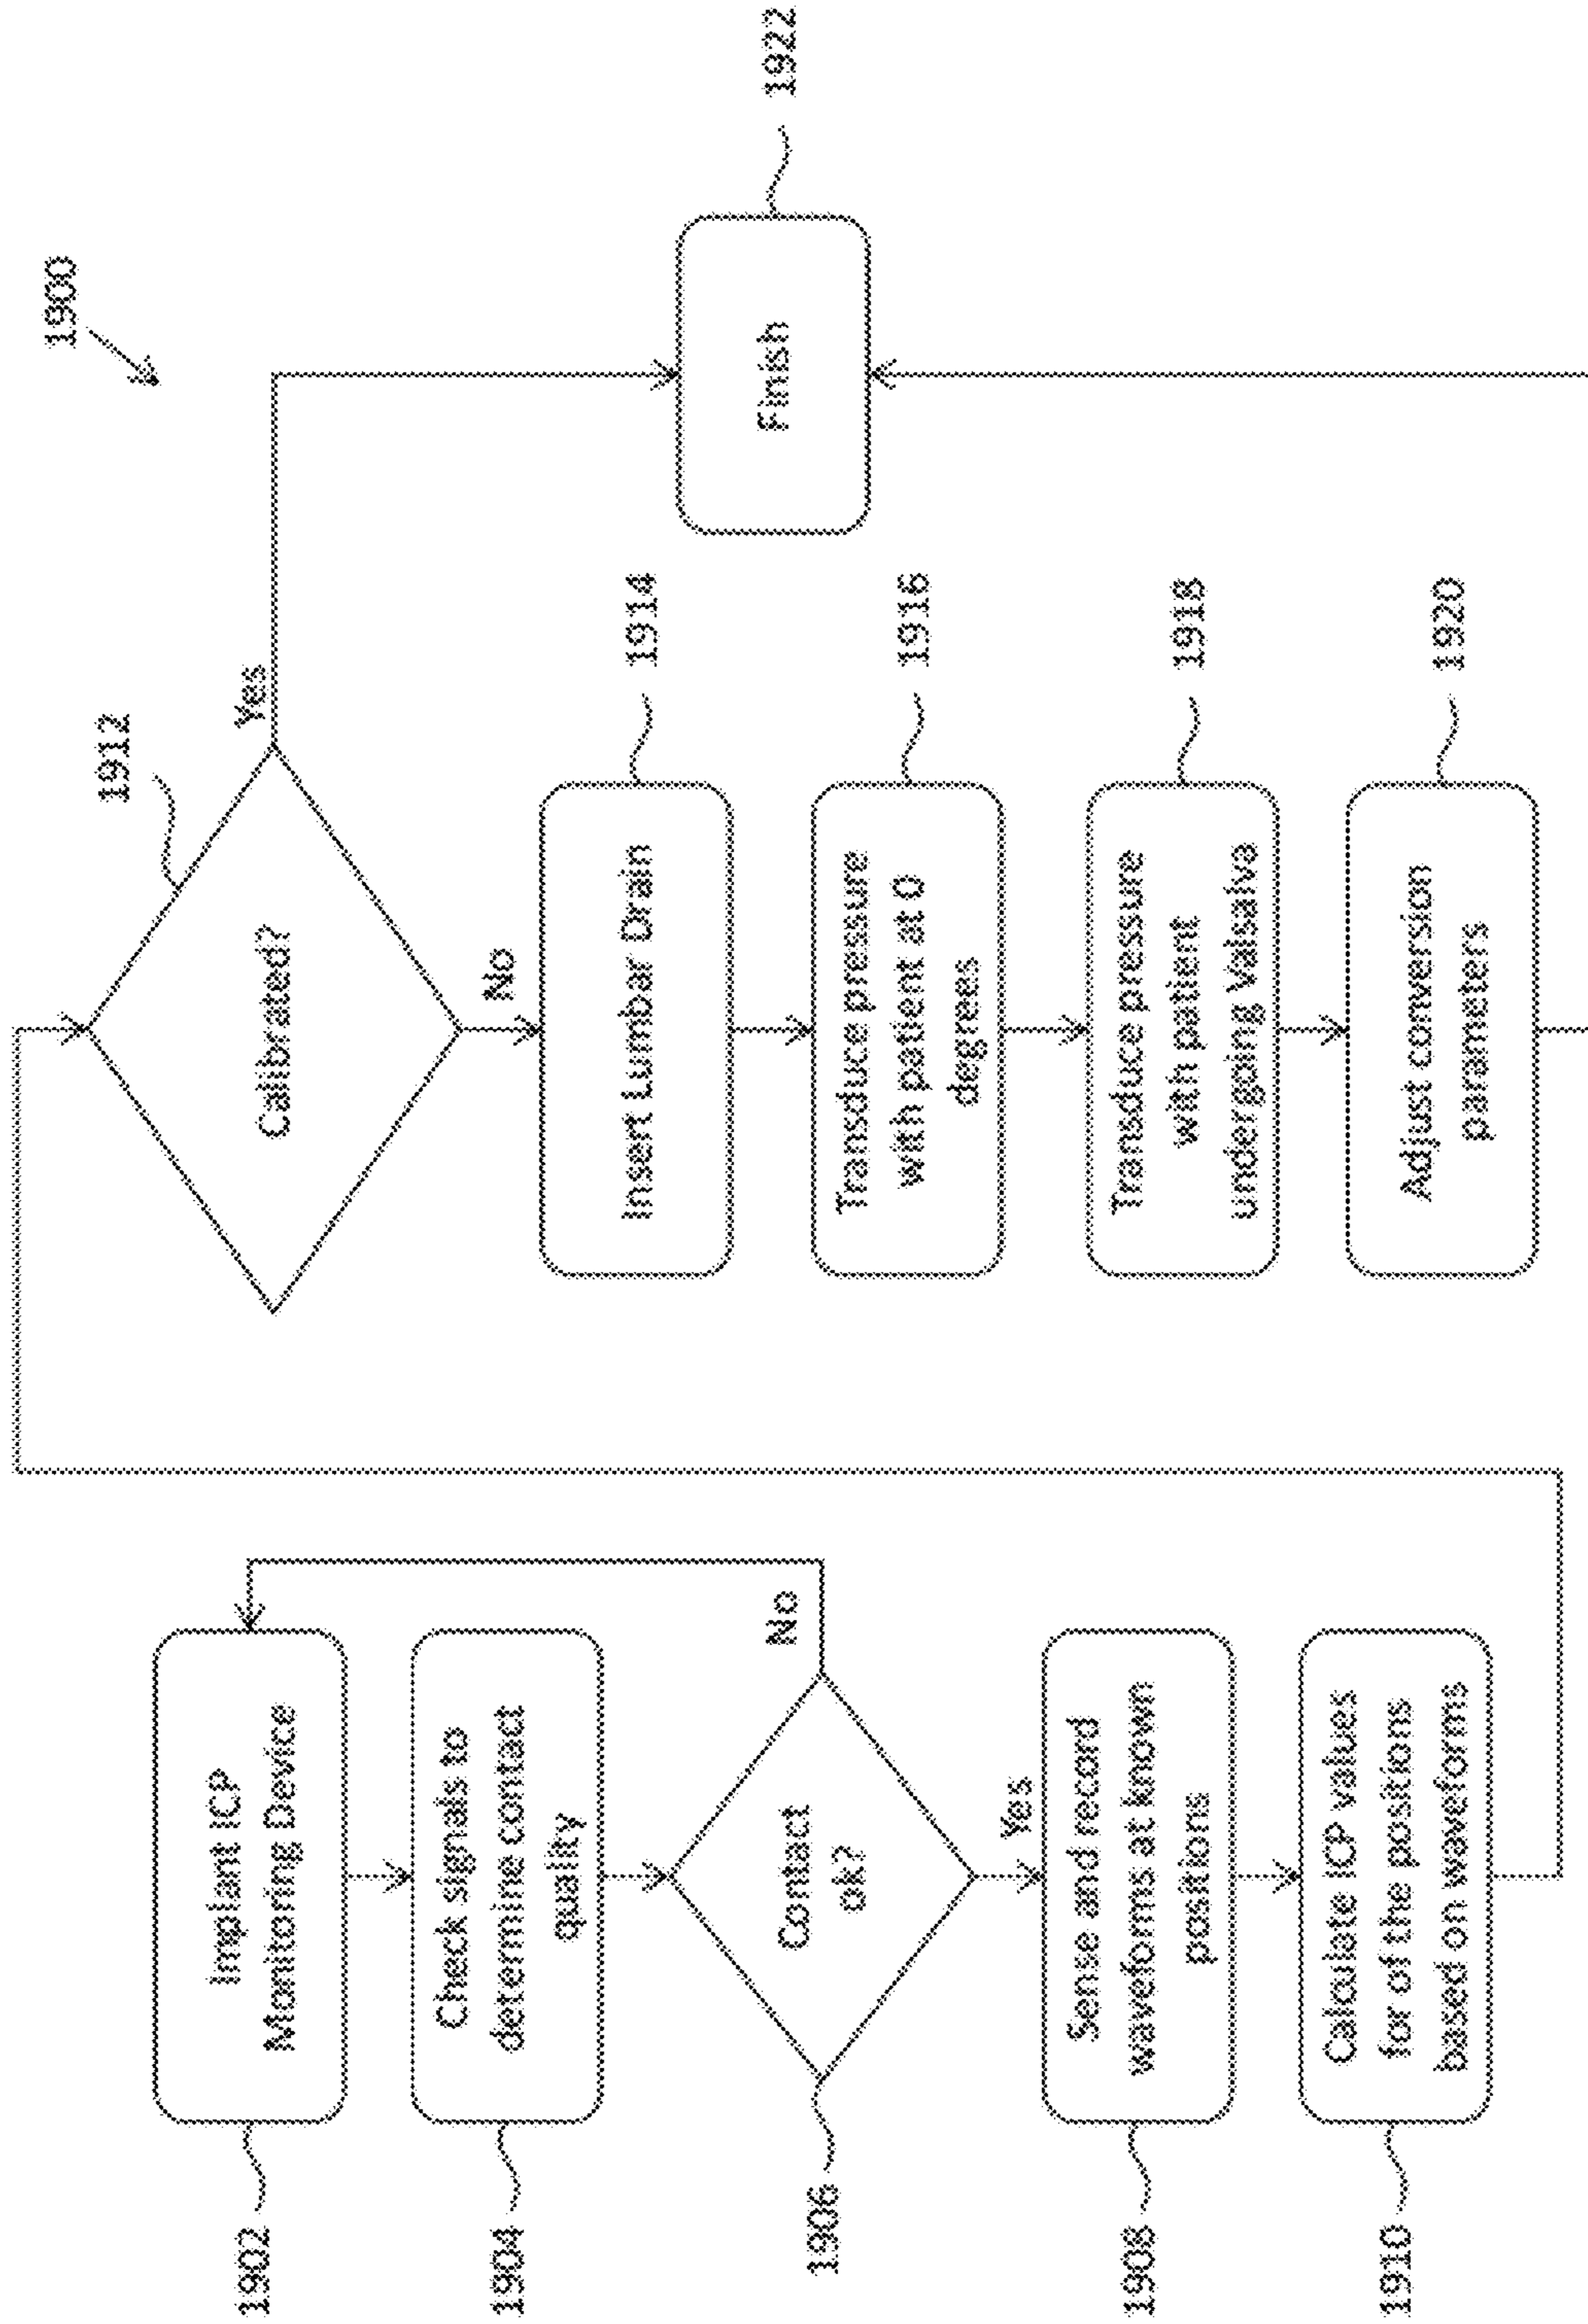 1900
1902
Implant ICP
Monitoring Device
1904
Check signals to
determine contact
quality
1906
Contact
ok?
No
Yes
1908
Sense and record
waveforms at known
positions
1910
Calculate ICP values
for of the positions
based on waveforms
1912
Calibrated?
Yes
No
Insert Lumbar Drain
1914
Transduce pressure
with patient at 0
degrees
1916
Transduce pressure
with patient
undergoing Valsalva
1918
Adjust conversion
parameters
1920
Finish
1922